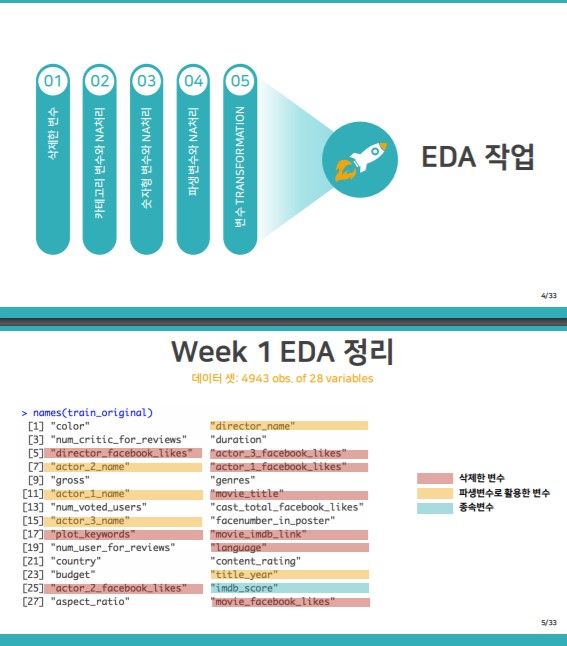 01 02 03 04 05
삭제한 변수
카테고리 변수와 NA처리
숫자형 변수와 NA처리
파생변수와 NA처리
변수 TRANSFORMATION
EDA 작업
4/33
Week 1 EDA 정리
데이터 셋: 4943 obs. of 28 variables
> names(train_original)
[1] "color" "director_name"
[3] "num_critic_for_reviews" "duration"
[5] "director_facebook_likes" "actor_3_facebook_likes"
[7] "actor_2_name" "actor_1_facebook_likes"
[9] "gross" "genres"
[11] "actor_1_name" "movie_title"
[13] "num_voted_users" "cast_total_facebook_likes"
[15] "actor_3_name" "facenumber_in_poster"
[17] "plot_keywords" "movie_imdb_link"
[19] "num_user_for_reviews" "language"
[21] "country" "content_rating"
[23] "budget" "title_year"
[25] "actor_2_facebook_likes" "imdb_score"
[27] "aspect_ratio" "movie_facebook_likes"
삭제한 변수
파생변수로 활용한 변수
종속변수
5/33